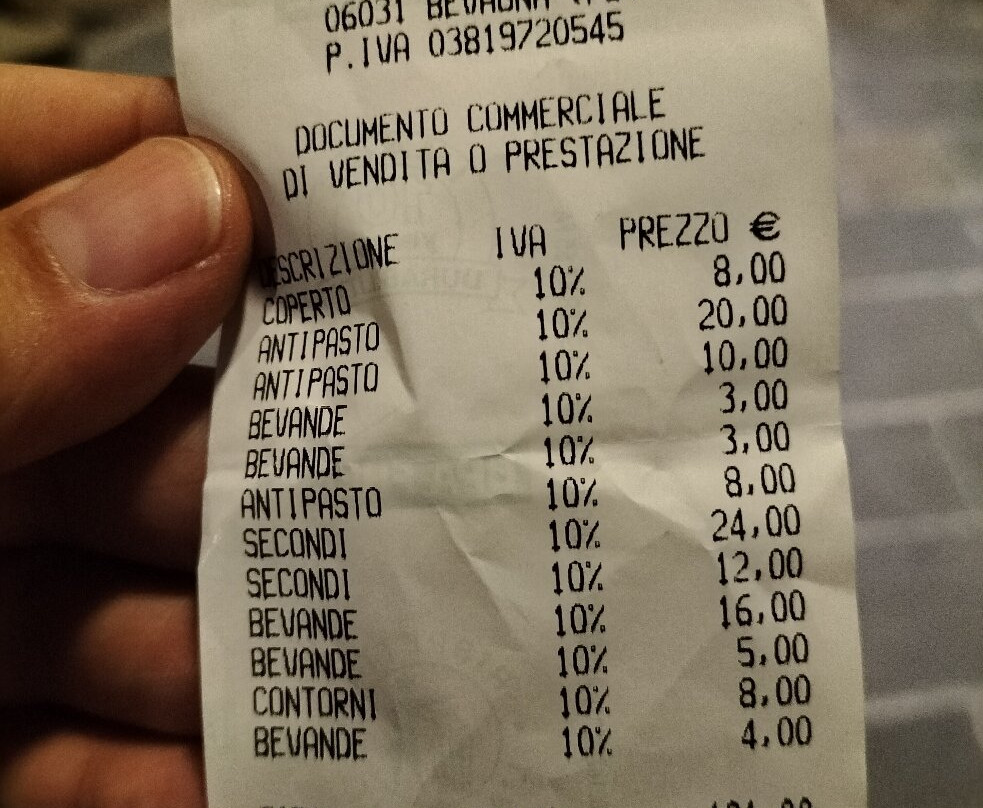 06031 BEVAGNA
P.IVA 03819720545
DOCUMENTO COMMERCIALE
DI VENDITA O PRESTAZIONE
DESCRIZIONE IVA PREZZO €
COPERTO 10% 8,00
ANTIPASTO 10% 20,00
ANTIPASTO 10% 10,00
BEVANDE 10% 3,00
BEVANDE 10% 3,00
ANTIPASTO 10% 8,00
SECONDI 10% 24,00
SECONDI 10% 12,00
BEVANDE 10% 16,00
BEVANDE 10% 5,00
CONTORNI 10% 8,00
BEVANDE 10% 4,00